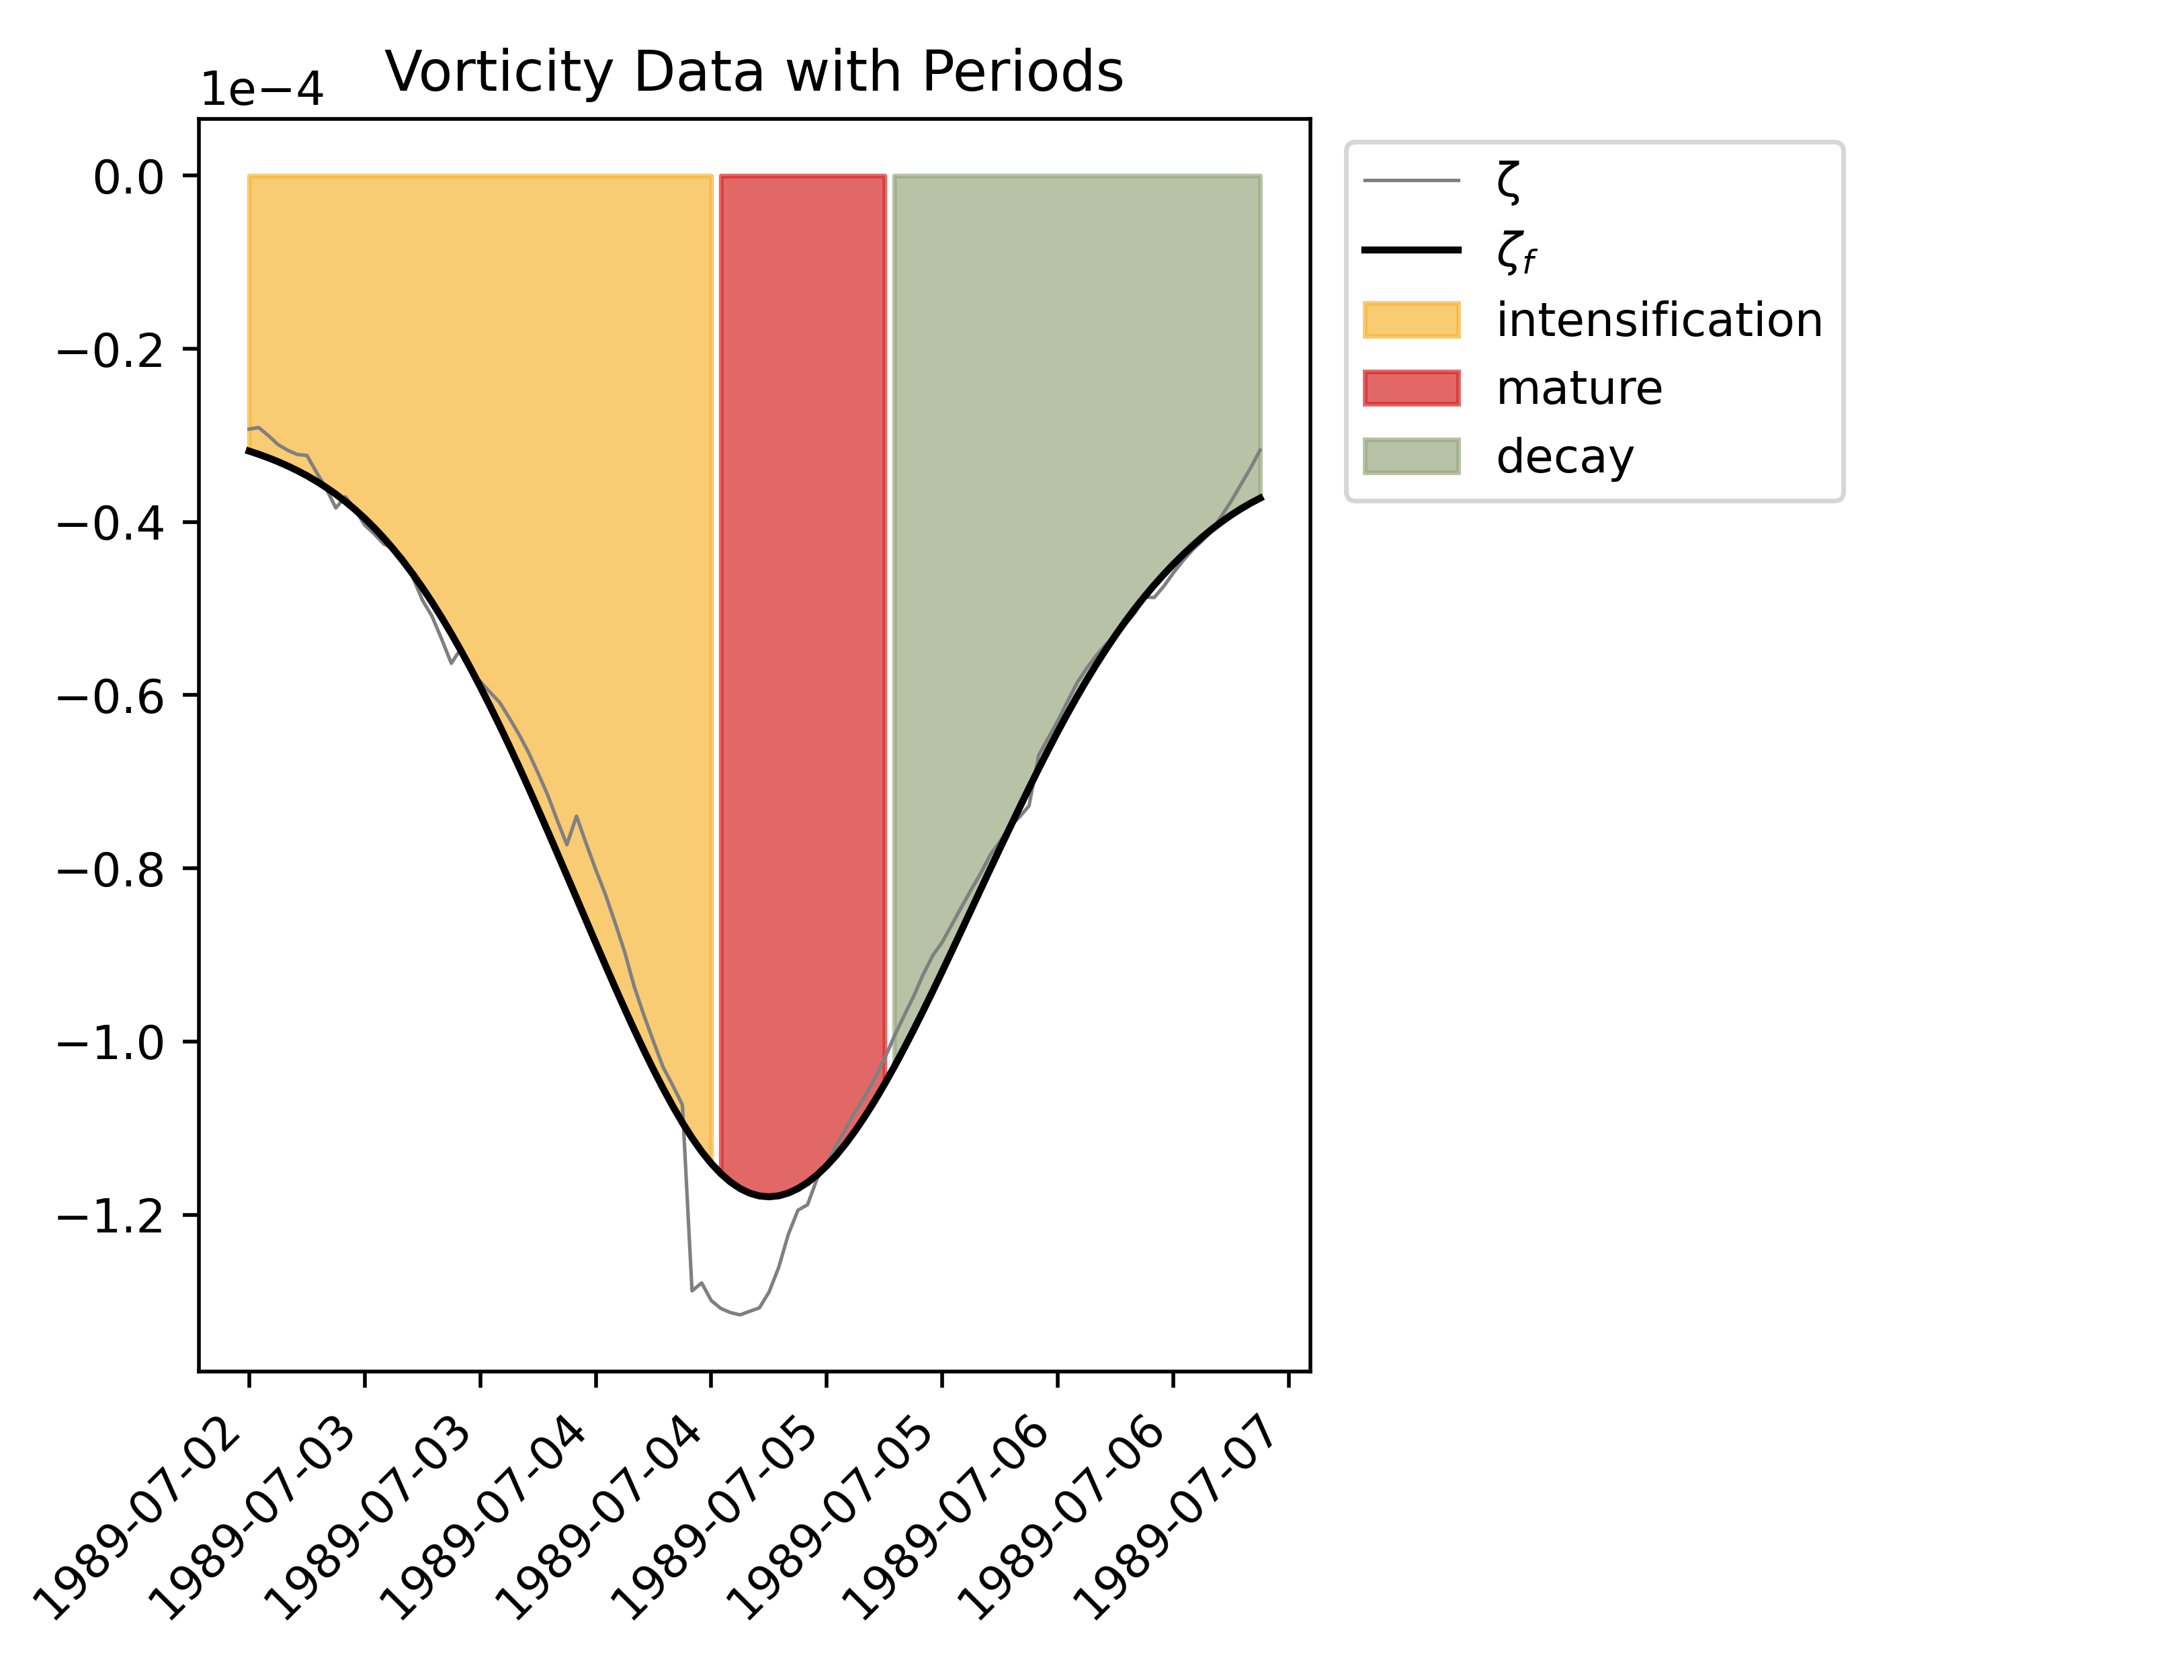 Vorticity Data with Periods
1e−4
0.0
−0.2
−0.4
−0.6
−0.8
−1.0
−1.2
1989-07-02
1989-07-03
1989-07-03
1989-07-04
1989-07-04
1989-07-05
1989-07-05
1989-07-06
1989-07-06
1989-07-07
ζ
ζf
intensification
mature
decay